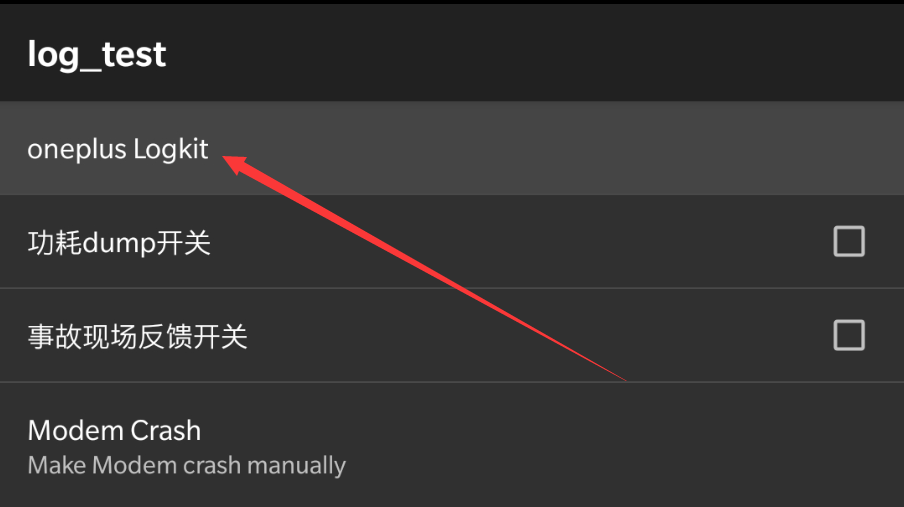 log_test
oneplus Logkit
功耗dump开关
事故现场反馈开关
Modem Crash
Make Modem crash manually